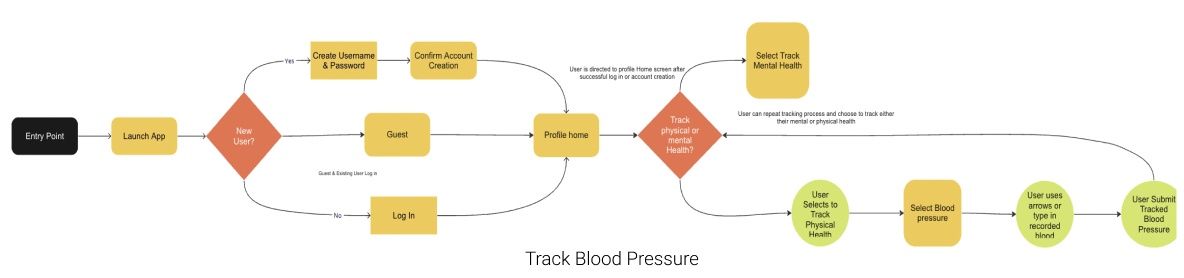 Entry Point
Launch App
New
User?
Yes
Create Username
& Password
Confirm Account
Creation
Guest
Guest & Existing User Log in
No
Log In
Profile home
User is directed to profile Home screen after
successful log in or account creation
Track
physical or
mental
Health?
Select Track
Mental Health
User can repeat tracking process and choose to track either
their mental or physical health
User
Selects to
Track
Physical
Health
Select Blood
pressure
User uses
arrows or
type in
recorded
blood
User Submit
Tracked
Blood
Pressure
Track Blood Pressure